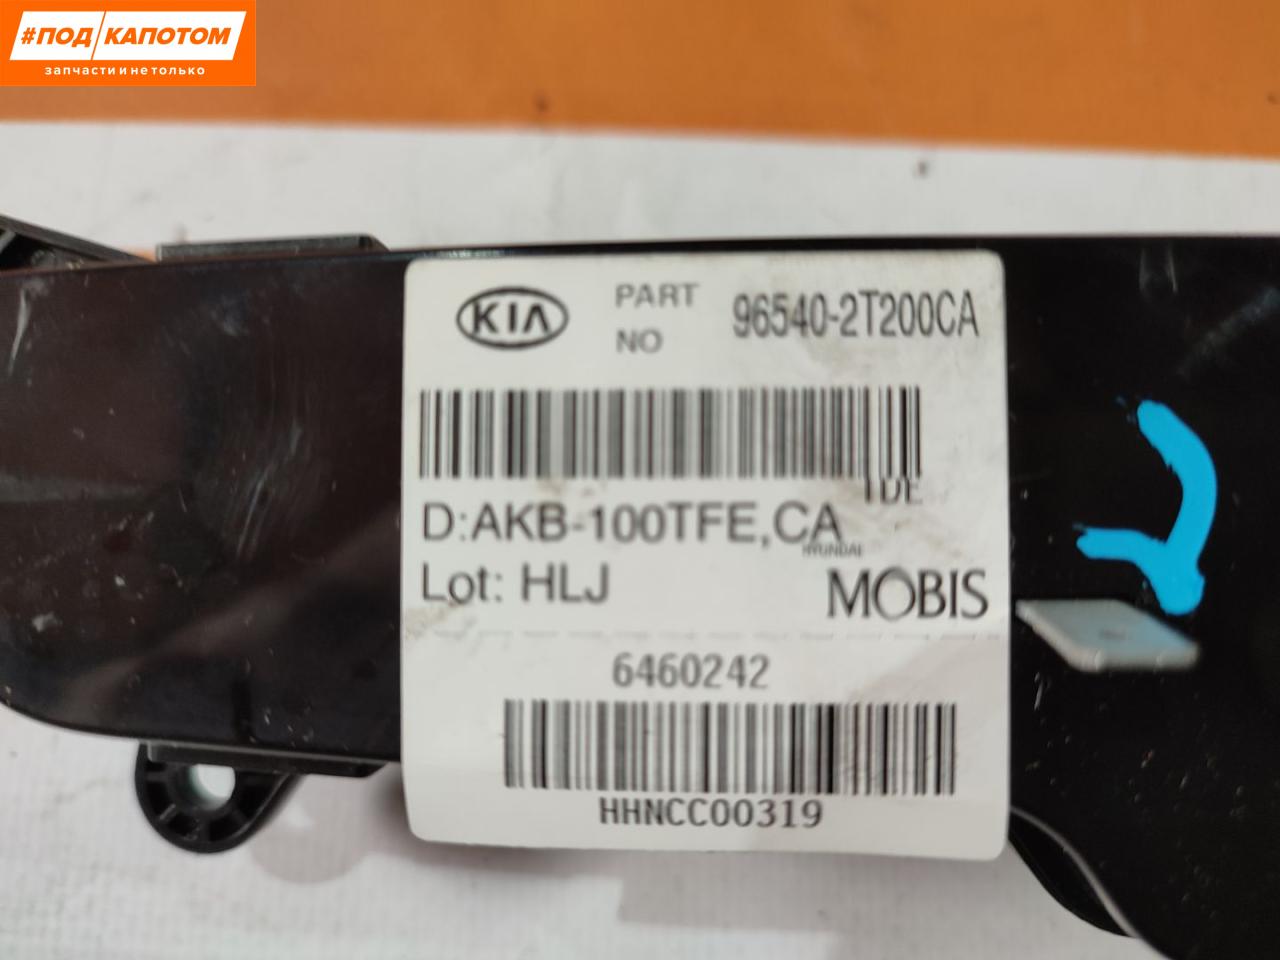 #ПОД/КАПОТОМ
запчасти и не только
KIA
PART NO 96540-2T200CA
TDE
D:AKB-100TFE,CA
HYUNDAI
Lot: HLJ
MOBIS
6460242
HHNCC00319